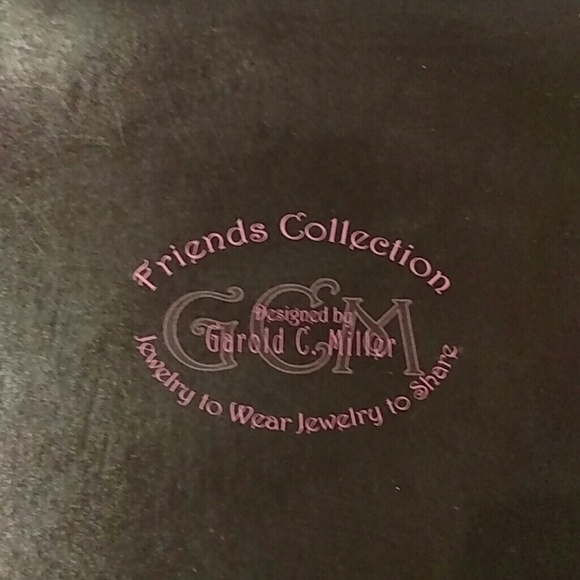 Friends Collection
GCM
Designed by
Garold C. Miller
Jewelry to Wear Jewelry to Share